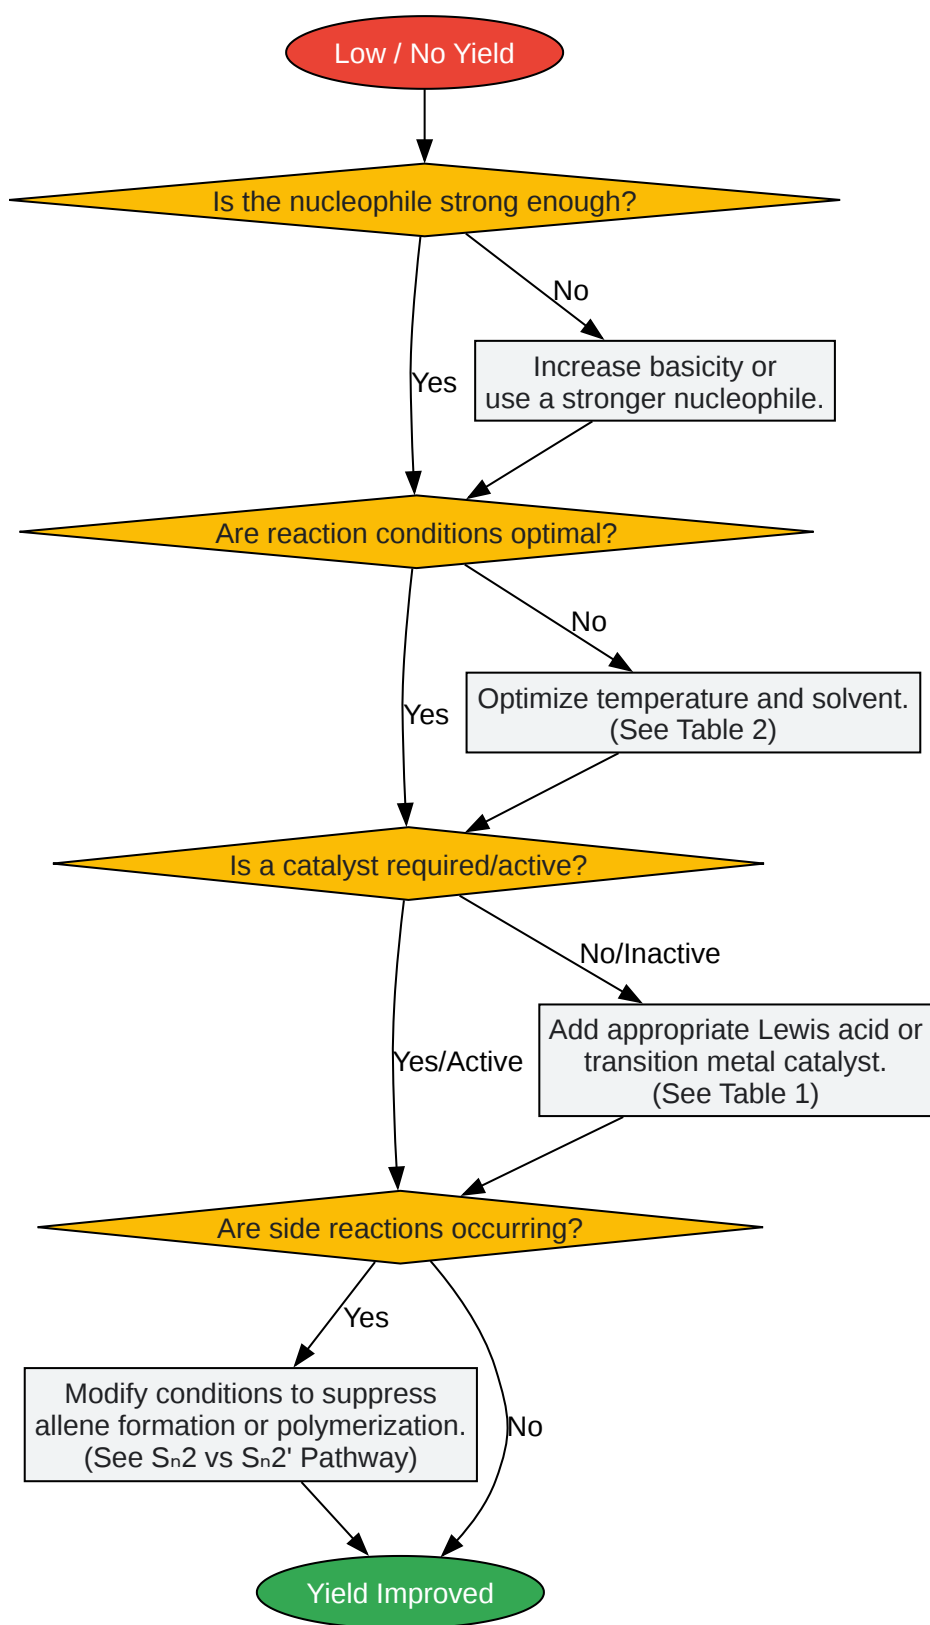 Low / No Yield
Is the nucleophile strong enough?
No
Increase basicity or
use a stronger nucleophile.
Yes
Are reaction conditions optimal?
No
Optimize temperature and solvent.
(See Table 2)
Yes
Is a catalyst required/active?
No/Inactive
Add appropriate Lewis acid or
transition metal catalyst.
(See Table 1)
Yes/Active
Are side reactions occurring?
Yes
Modify conditions to suppress
allene formation or polymerization.
(See Sₙ2 vs Sₙ2' Pathway)
No
Yield Improved